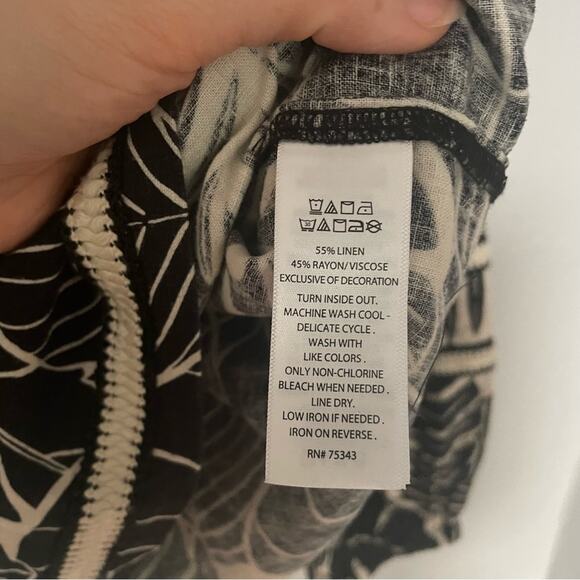 55% LINEN
45% RAYON/VISCOSE
EXCLUSIVE OF DECORATION
TURN INSIDE OUT.
MACHINE WASH COOL -
DELICATE CYCLE .
WASH WITH
LIKE COLORS .
ONLY NON-CHLORINE
BLEACH WHEN NEEDED .
LINE DRY.
LOW IRON IF NEEDED .
IRON ON REVERSE .
RN# 75343